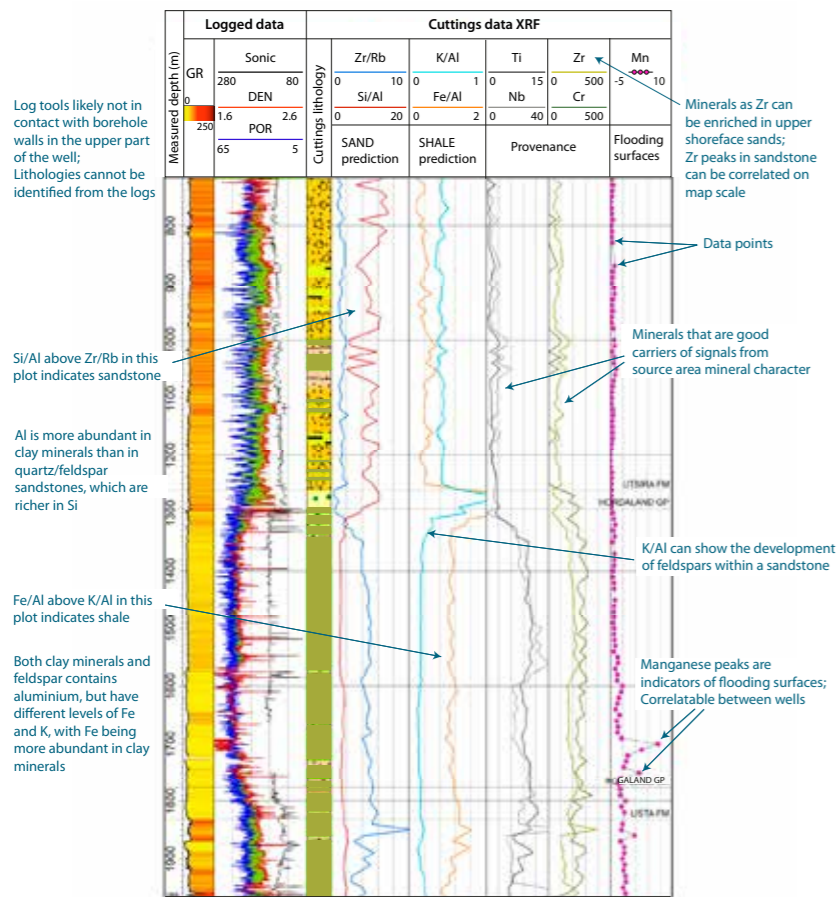 Logged data
Cuttings data XRF
Measured depth (m)
GR
0
250
Sonic
280 80
DEN
1.6 2.6
POR
65 5
Cuttings lithology
Zr/Rb
0 10
Si/Al
0 20
SAND
prediction
K/Al
0 1
Fe/Al
0 2
SHALE
prediction
Ti
0 15
Nb
0 40
Zr
0 500
Cr
0 500
Provenance
Mn
-5 10
Flooding
surfaces
Log tools likely not in
contact with borehole
walls in the upper part
of the well;
Lithologies cannot be
identified from the logs
Minerals as Zr can
be enriched in upper
shoreface sands;
Zr peaks in sandstone
can be correlated on
map scale
800
Data points
900
1000
Minerals that are good
carriers of signals from
source area mineral
character
Si/Al above Zr/Rb in this
plot indicates sandstone
1100
Al is more abundant in
clay minerals than in
quartz/feldspar
sandstones, which are
richer in Si
1200
UTSIRA FM
HORDALAND GP
1300
K/Al can show the development
of feldspars within a sandstone
1400
Fe/Al above K/Al in this
plot indicates shale
1500
Both clay minerals and
feldspar contains
aluminium, but have
different levels of Fe
and K, with Fe being
more abundant in clay
minerals
1600
Manganese peaks are
indicators of flooding surfaces;
Correlatable between wells
1700
ROGALAND GP
1800
LISTA FM
1900